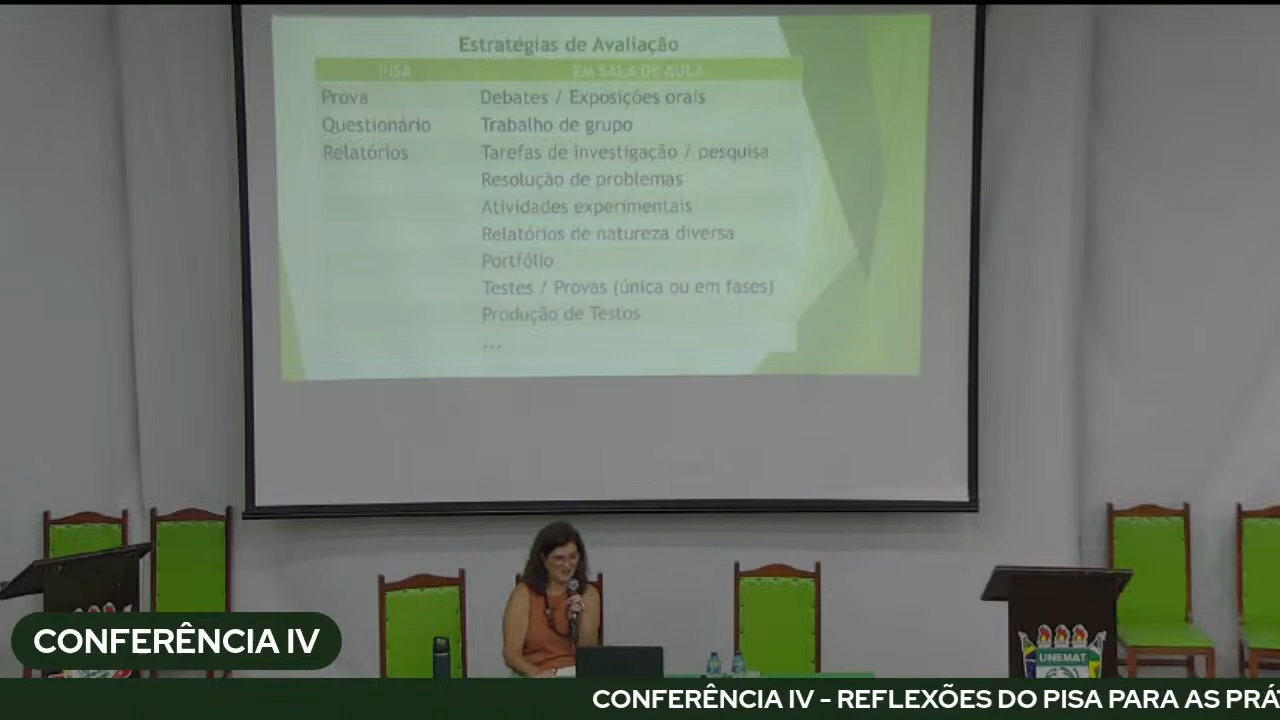 Estratégias de Avaliação
PISA EM SALA DE AULA
Prova Debates / Exposições orais
Questionário Trabalho de grupo
Relatórios Tarefas de investigação / pesquisa
Resolução de problemas
Atividades experimentais
Relatórios de natureza diversa
Portfólio
Testes / Provas (única ou em fases)
Produção de Testos
...
CONFERÊNCIA IV
UNEMAT
CONFERÊNCIA IV - REFLEXÕES DO PISA PARA AS PRÁ